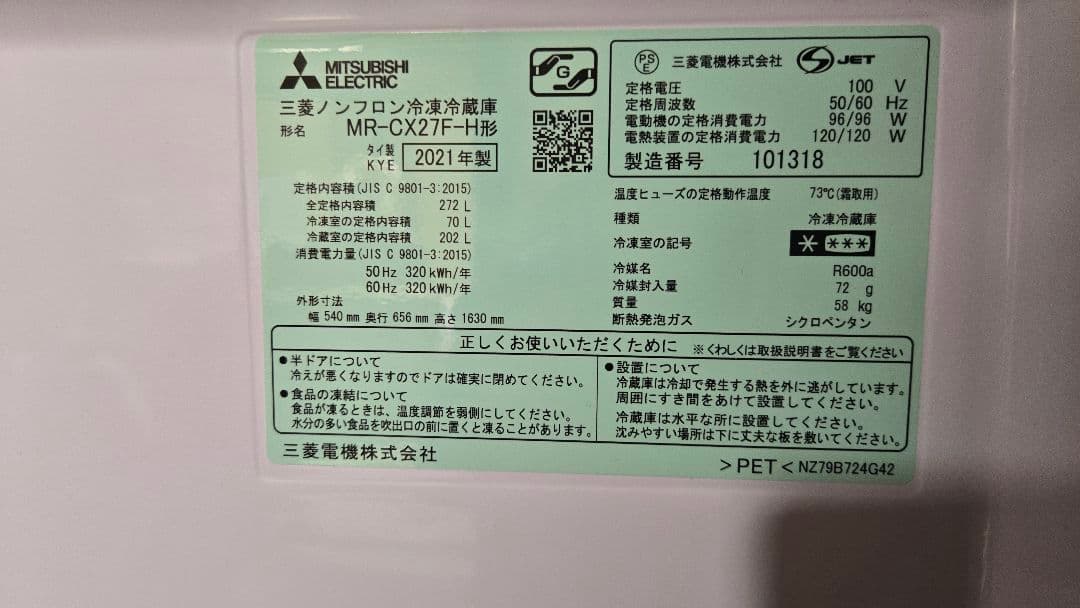 MITSUBISHI
ELECTRIC
三菱ノンフロン冷凍冷蔵庫
形名 MR-CX27F-H形
タイ製
KYE 2021年製
G
定格内容積(JIS C 9801-3:2015)
全定格内容積 272 L
冷凍室の定格内容積 70 L
冷蔵室の定格内容積 202 L
消費電力量(JIS C 9801-3:2015)
50Hz 320kWh/年
60Hz 320kWh/年
外形寸法
幅 540mm 奥行 656mm 高さ 1630mm
PSE 三菱電機株式会社 JET
定格電圧 100 V
定格周波数 50/60 Hz
電動機の定格消費電力 96/96 W
電熱装置の定格消費電力 120/120 W
製造番号 101318
温度ヒューズの定格動作温度 73℃(霜取用)
種類 冷凍冷蔵庫
冷凍室の記号 * ***
冷媒名 R600a
冷媒封入量 72 g
質量 58 kg
断熱発泡ガス シクロペンタン
正しくお使いいただくために ※くわしくは取扱説明書をご覧ください
●半ドアについて
冷えが悪くなりますのでドアは確実に閉めてください。
●食品の凍結について
食品が凍るときは、温度調節を弱側にしてください。
水分の多い食品を吹出口の前に置くと凍ることがあります。
●設置について
冷蔵庫は冷却で発生する熱を外に逃がしています。
周囲にすき間をあけて設置してください。
冷蔵庫は水平な所に設置してください。
沈みやすい場所は下に丈夫な板を敷いてください。
三菱電機株式会社
>PET< NZ79B724G42